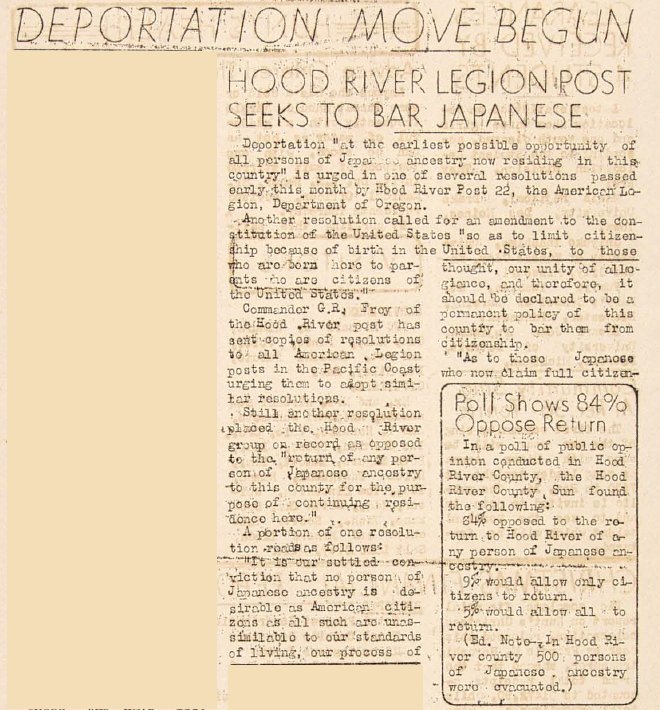 DEPORTATION MOVE BEGUN
HOOD RIVER LEGION POST
SEEKS TO BAR JAPANESE
Deportation "at the earliest possible opportunity of
all persons of Japanese ancestry now residing in this
country" is urged in one of several resolutions passed
early this month by Hood River Post 22, the American Le-
gion, Department of Oregon.
Another resolution called for an amendment to the con-
stitution of the United States "so as to limit citizen-
ship because of birth in the United States, to those
who are born here to par-
ents who are citizens of
the United States."
Commander G.R. Frey of
the Hood River post has
sent copies of resolutions
to all American Legion
posts in the Pacific Coast
urging them to adopt simi-
lar resolutions.
Still another resolution
placed the Hood River
group on record as opposed
to the "return of any per-
son of Japanese ancestry
to this county for the pur-
pose of continuing resi-
dence here."
A portion of one resolu-
tion reads as follows:
"It is our settled con-
viction that no person of
Japanese ancestry is de-
sirable as American citi-
zens as all such are unas-
similable to our standards
of living, our process of
thought, our unity of alle-
giance, and therefore, it
should be declared to be a
permanent policy of this
country to bar them from
citizenship.
"As to those Japanese
who now claim full citizen-
Poll Shows 84%
Oppose Return
In a poll of public op-
inion conducted in Hood
River County, the Hood
River County Sun found
the following:
84% opposed to the re-
turn to Hood River of a-
ny person of Japanese an-
cestry.
9% would allow only ci-
tizens to return.
5% would allow all to
return.
(Ed. Note--In Hood Ri-
ver county 500 persons
of Japanese ancestry
were evacuated.)